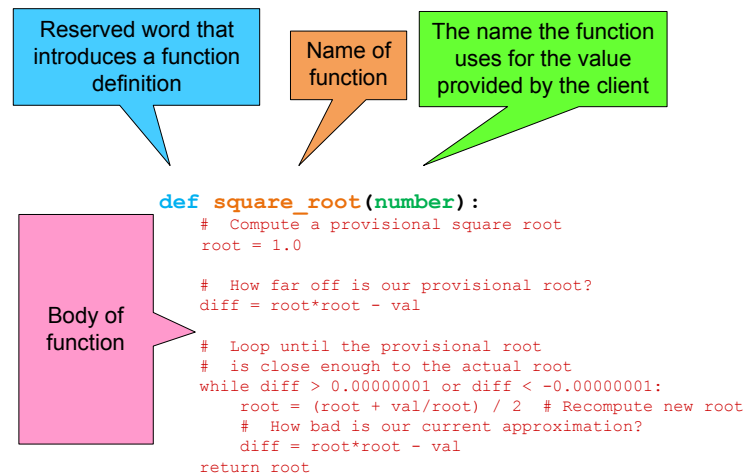 Reserved word that
introduces a function
definition
Name of
function
The name the function
uses for the value
provided by the client
def square_root(number):
Body of
function
    #  Compute a provisional square root
    root = 1.0
    #  How far off is our provisional root?
    diff = root*root - val
    #  Loop until the provisional root
    #  is close enough to the actual root
    while diff > 0.00000001 or diff < -0.00000001:
        root = (root + val/root) / 2  # Recompute new root
        #  How bad is our current approximation?
        diff = root*root - val
    return root